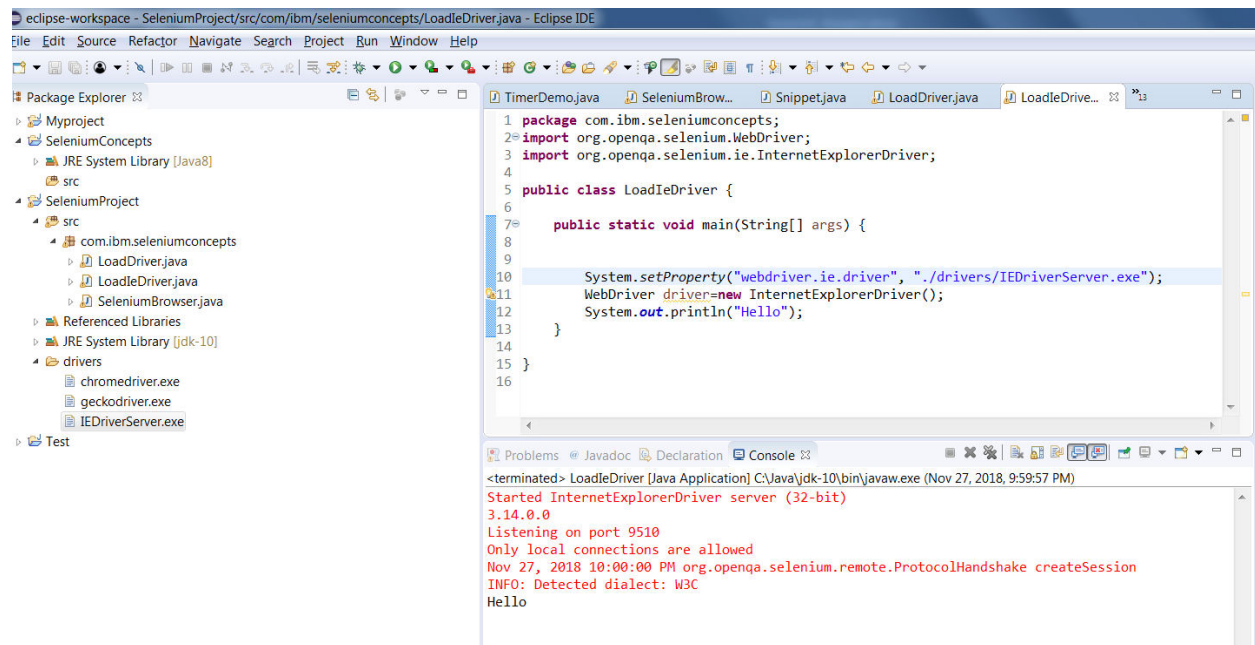 eclipse-workspace - SeleniumProject/src/com/ibm/seleniumconcepts/LoadIeDriver.java - Eclipse IDE
File Edit Source Refactor Navigate Search Project Run Window Help
Package Explorer
Myproject
SeleniumConcepts
JRE System Library [Java8]
src
SeleniumProject
src
com.ibm.seleniumconcepts
LoadDriver.java
LoadIeDriver.java
SeleniumBrowser.java
Referenced Libraries
JRE System Library [jdk-10]
drivers
chromedriver.exe
geckodriver.exe
IEDriverServer.exe
Test
TimerDemo.java SeleniumBrow... Snippet.java LoadDriver.java LoadIeDrive... »13
1 package com.ibm.seleniumconcepts;
2 import org.openqa.selenium.WebDriver;
3 import org.openqa.selenium.ie.InternetExplorerDriver;
4
5 public class LoadIeDriver {
6
7 public static void main(String[] args) {
8
9
10 System.setProperty("webdriver.ie.driver", "./drivers/IEDriverServer.exe");
11 WebDriver driver=new InternetExplorerDriver();
12 System.out.println("Hello");
13 }
14
15 }
16
Problems @ Javadoc Declaration Console
<terminated> LoadIeDriver [Java Application] C:\Java\jdk-10\bin\javaw.exe (Nov 27, 2018, 9:59:57 PM)
Started InternetExplorerDriver server (32-bit)
3.14.0.0
Listening on port 9510
Only local connections are allowed
Nov 27, 2018 10:00:00 PM org.openqa.selenium.remote.ProtocolHandshake createSession
INFO: Detected dialect: W3C
Hello